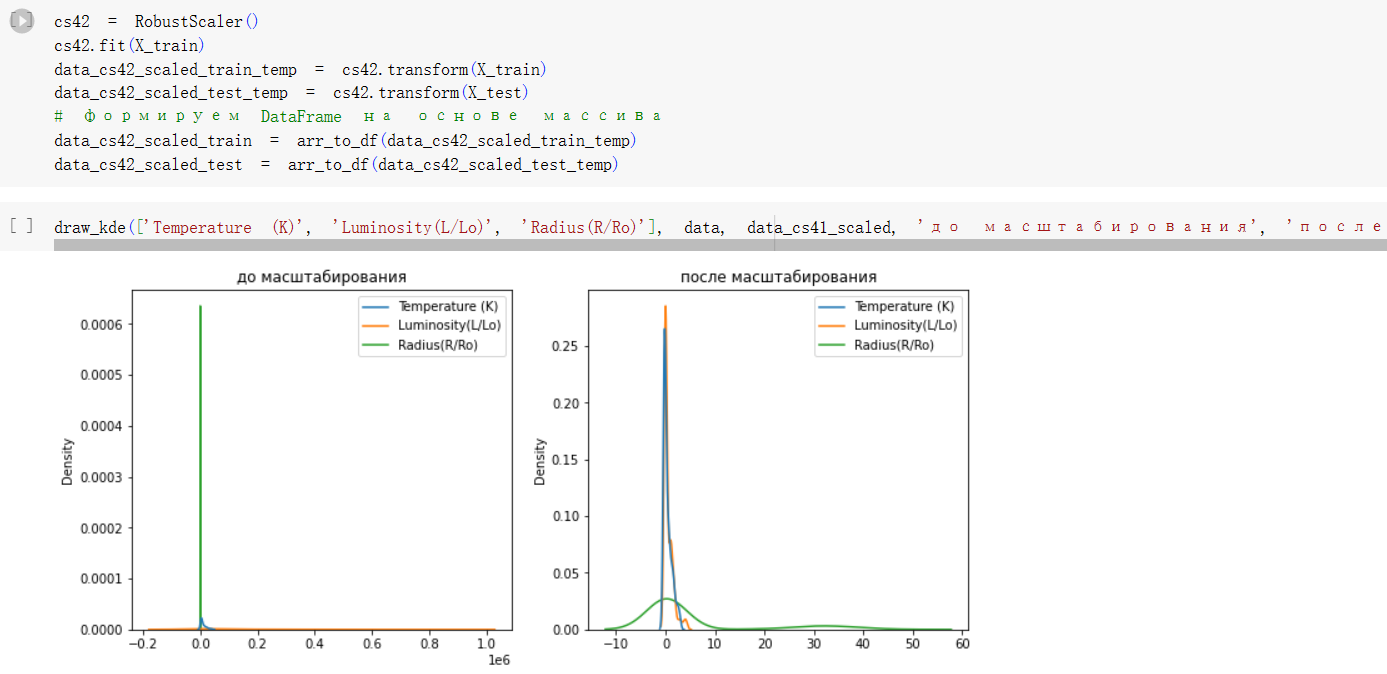 cs42 = RobustScaler()
cs42.fit(X_train)
data_cs42_scaled_train_temp = cs42.transform(X_train)
data_cs42_scaled_test_temp = cs42.transform(X_test)
# Формируем DataFrame на основе массива
data_cs42_scaled_train = arr_to_df(data_cs42_scaled_train_temp)
data_cs42_scaled_test = arr_to_df(data_cs42_scaled_test_temp)
[ ] draw_kde(['Temperature (K)', 'Luminosity(L/Lo)', 'Radius(R/Ro)'], data, data_cs41_scaled, 'до масштабирования', 'после
до масштабирования
Temperature (K)
Luminosity(L/Lo)
Radius(R/Ro)
Density
0.0006
0.0005
0.0004
0.0003
0.0002
0.0001
0.0000
−0.2 0.0 0.2 0.4 0.6 0.8 1.0
1e6
после масштабирования
Temperature (K)
Luminosity(L/Lo)
Radius(R/Ro)
Density
0.25
0.20
0.15
0.10
0.05
0.00
−10 0 10 20 30 40 50 60